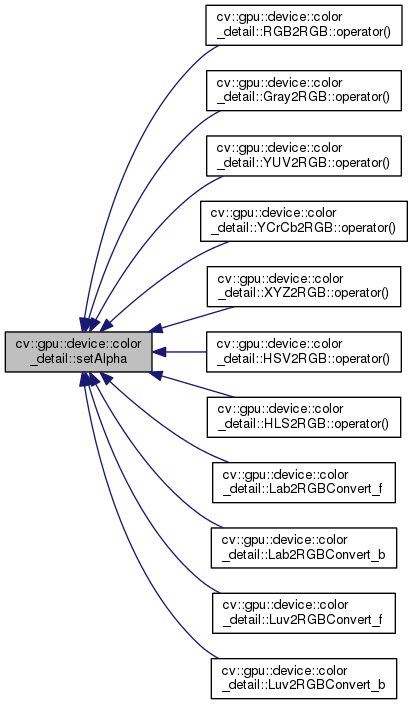 cv::gpu::device::color
_detail::RGB2RGB::operator()
cv::gpu::device::color
_detail::Gray2RGB::operator()
cv::gpu::device::color
_detail::YUV2RGB::operator()
cv::gpu::device::color
_detail::YCrCb2RGB::operator()
cv::gpu::device::color
_detail::XYZ2RGB::operator()
cv::gpu::device::color
_detail::setAlpha
cv::gpu::device::color
_detail::HSV2RGB::operator()
cv::gpu::device::color
_detail::HLS2RGB::operator()
cv::gpu::device::color
_detail::Lab2RGBConvert_f
cv::gpu::device::color
_detail::Lab2RGBConvert_b
cv::gpu::device::color
_detail::Luv2RGBConvert_f
cv::gpu::device::color
_detail::Luv2RGBConvert_b